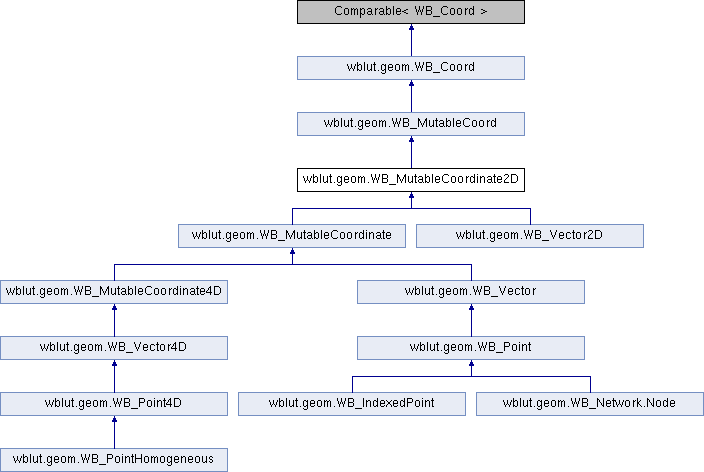 Comparable< WB_Coord >
wblut.geom.WB_Coord
wblut.geom.WB_MutableCoord
wblut.geom.WB_MutableCoordinate2D
wblut.geom.WB_MutableCoordinate
wblut.geom.WB_Vector2D
wblut.geom.WB_MutableCoordinate4D
wblut.geom.WB_Vector
wblut.geom.WB_Vector4D
wblut.geom.WB_Point
wblut.geom.WB_Point4D
wblut.geom.WB_IndexedPoint
wblut.geom.WB_Network.Node
wblut.geom.WB_PointHomogeneous